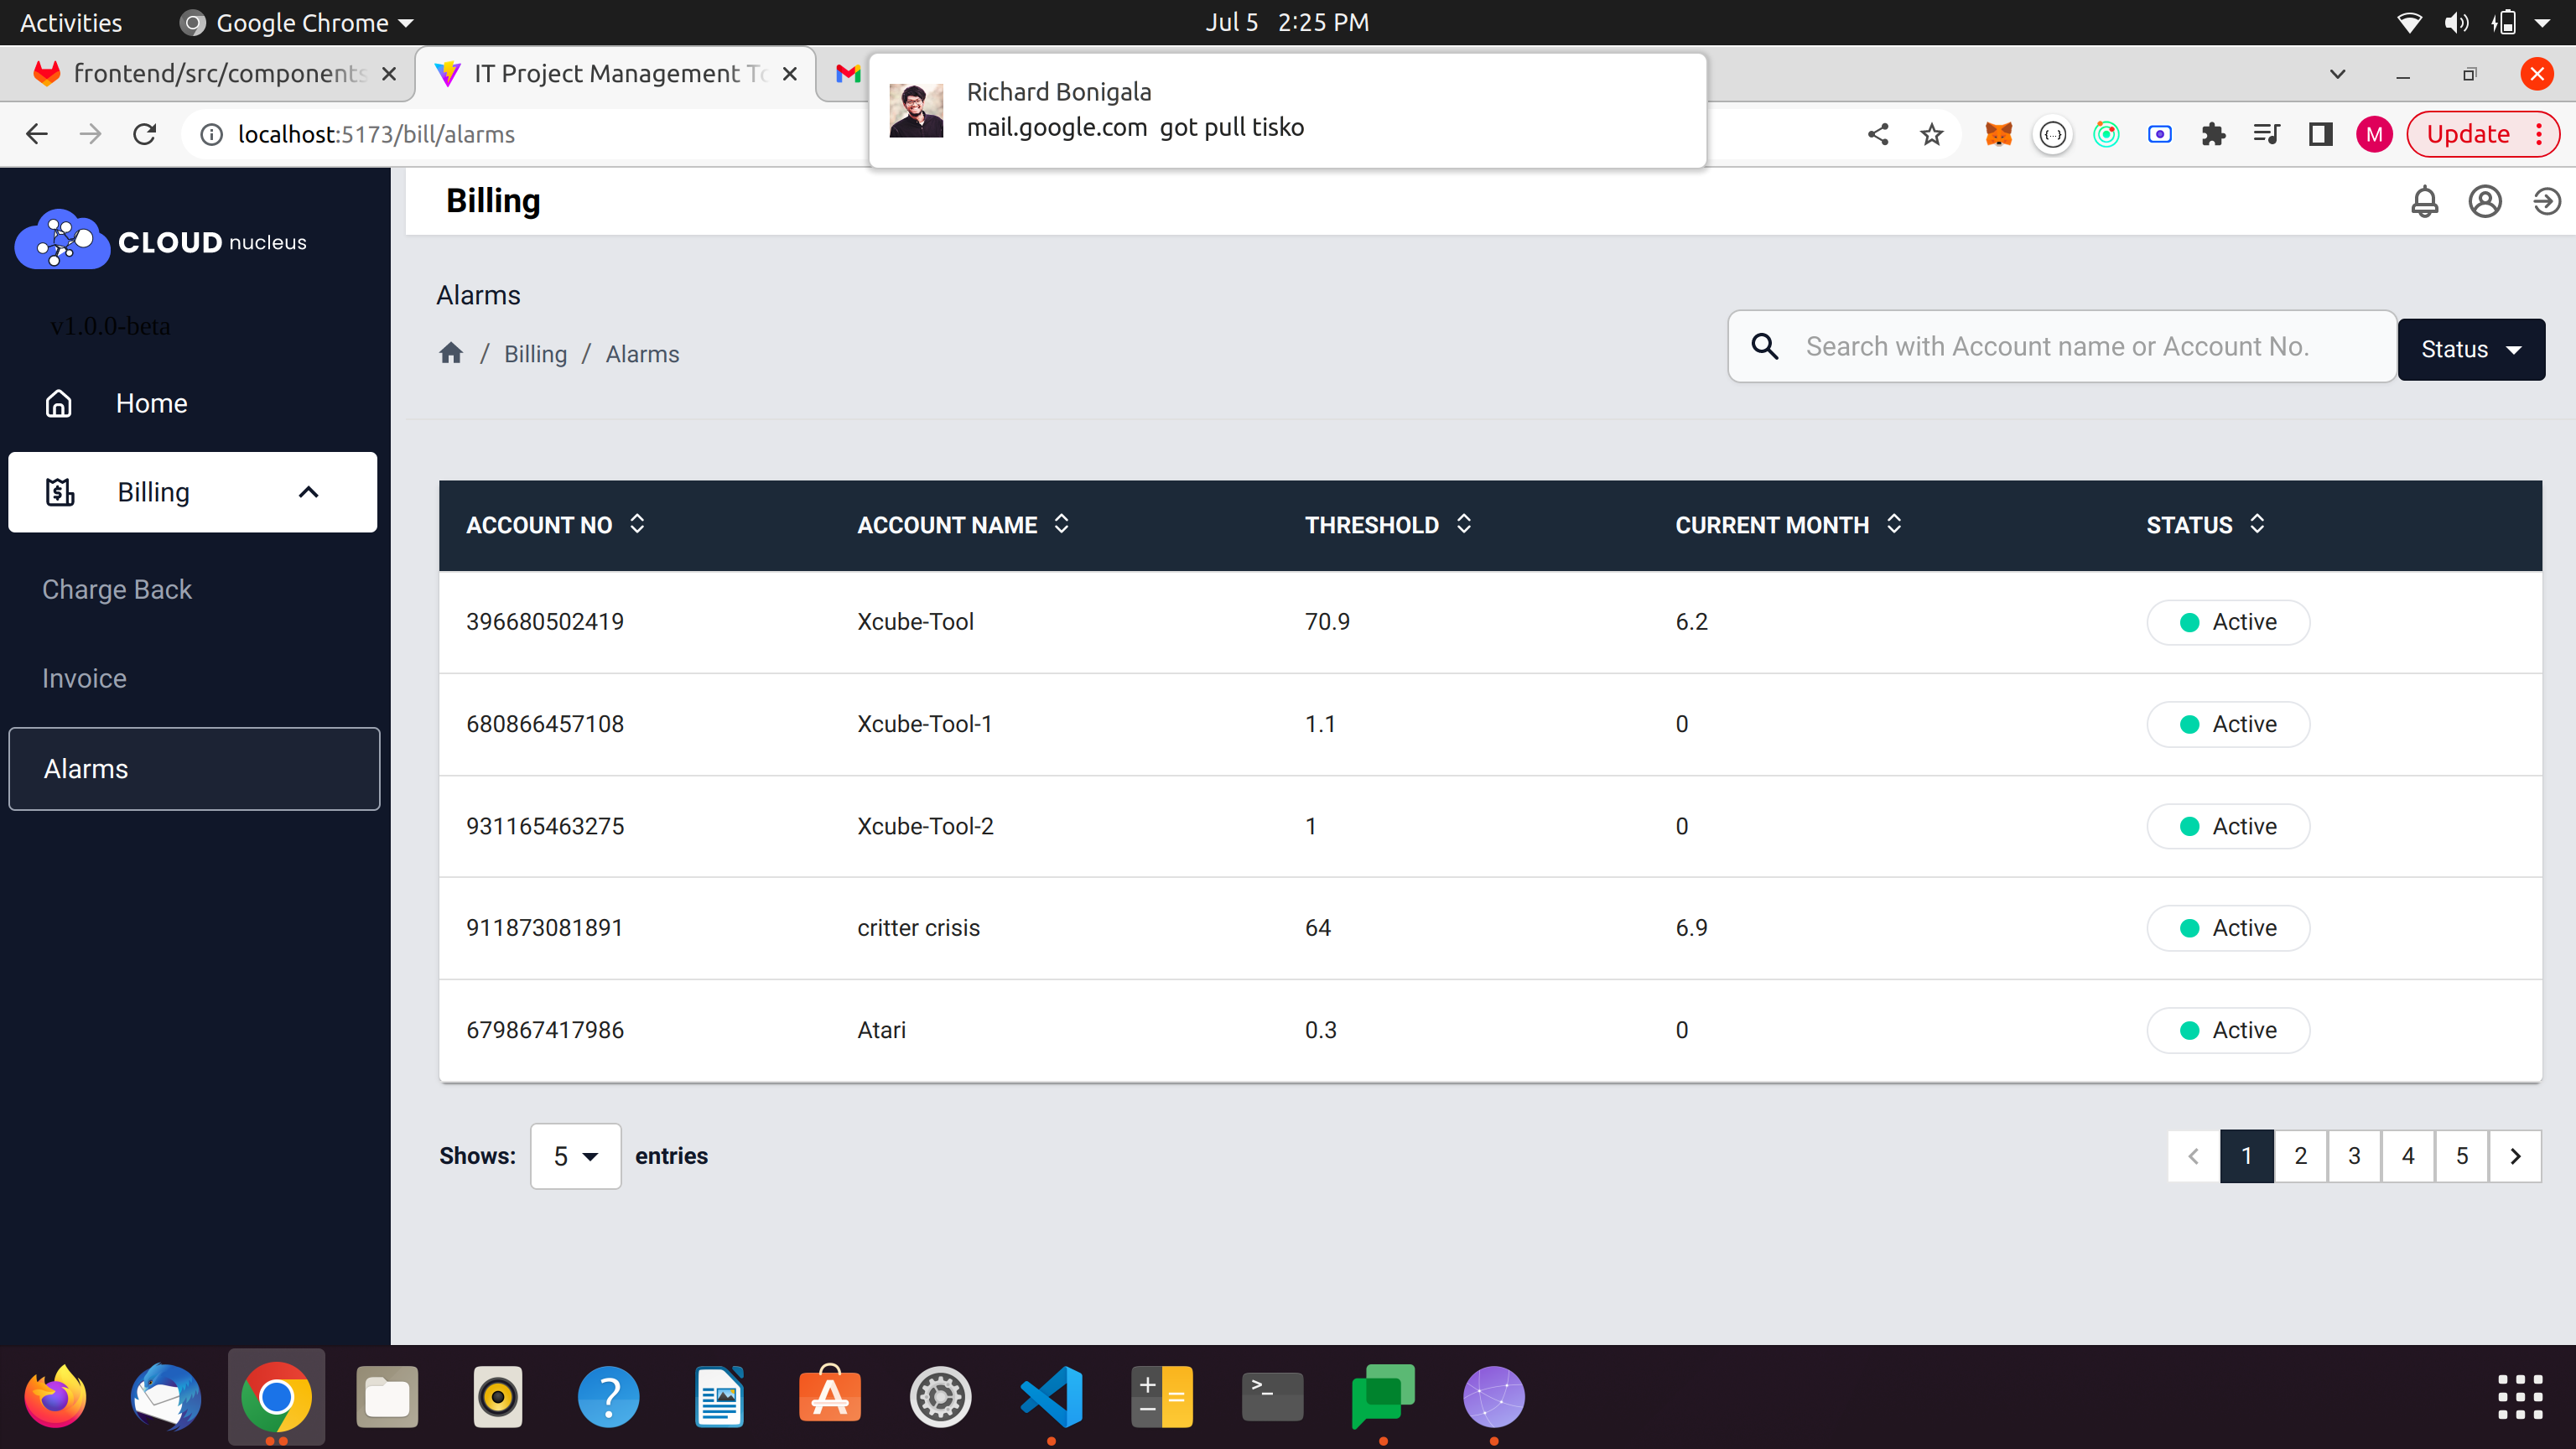 Activities Google Chrome Jul 5 2:25 PM
frontend/src/components IT Project Management To
Richard Bonigala
mail.google.com got pull tisko
localhost:5173/bill/alarms
M Update
CLOUD nucleus
v1.0.0-beta
Home
Billing
Charge Back
Invoice
Alarms
Billing
Alarms
/ Billing / Alarms
Search with Account name or Account No.
Status
ACCOUNT NO ACCOUNT NAME THRESHOLD CURRENT MONTH STATUS
396680502419 Xcube-Tool 70.9 6.2 Active
680866457108 Xcube-Tool-1 1.1 0 Active
931165463275 Xcube-Tool-2 1 0 Active
911873081891 critter crisis 64 6.9 Active
679867417986 Atari 0.3 0 Active
Shows: 5 entries
1 2 3 4 5